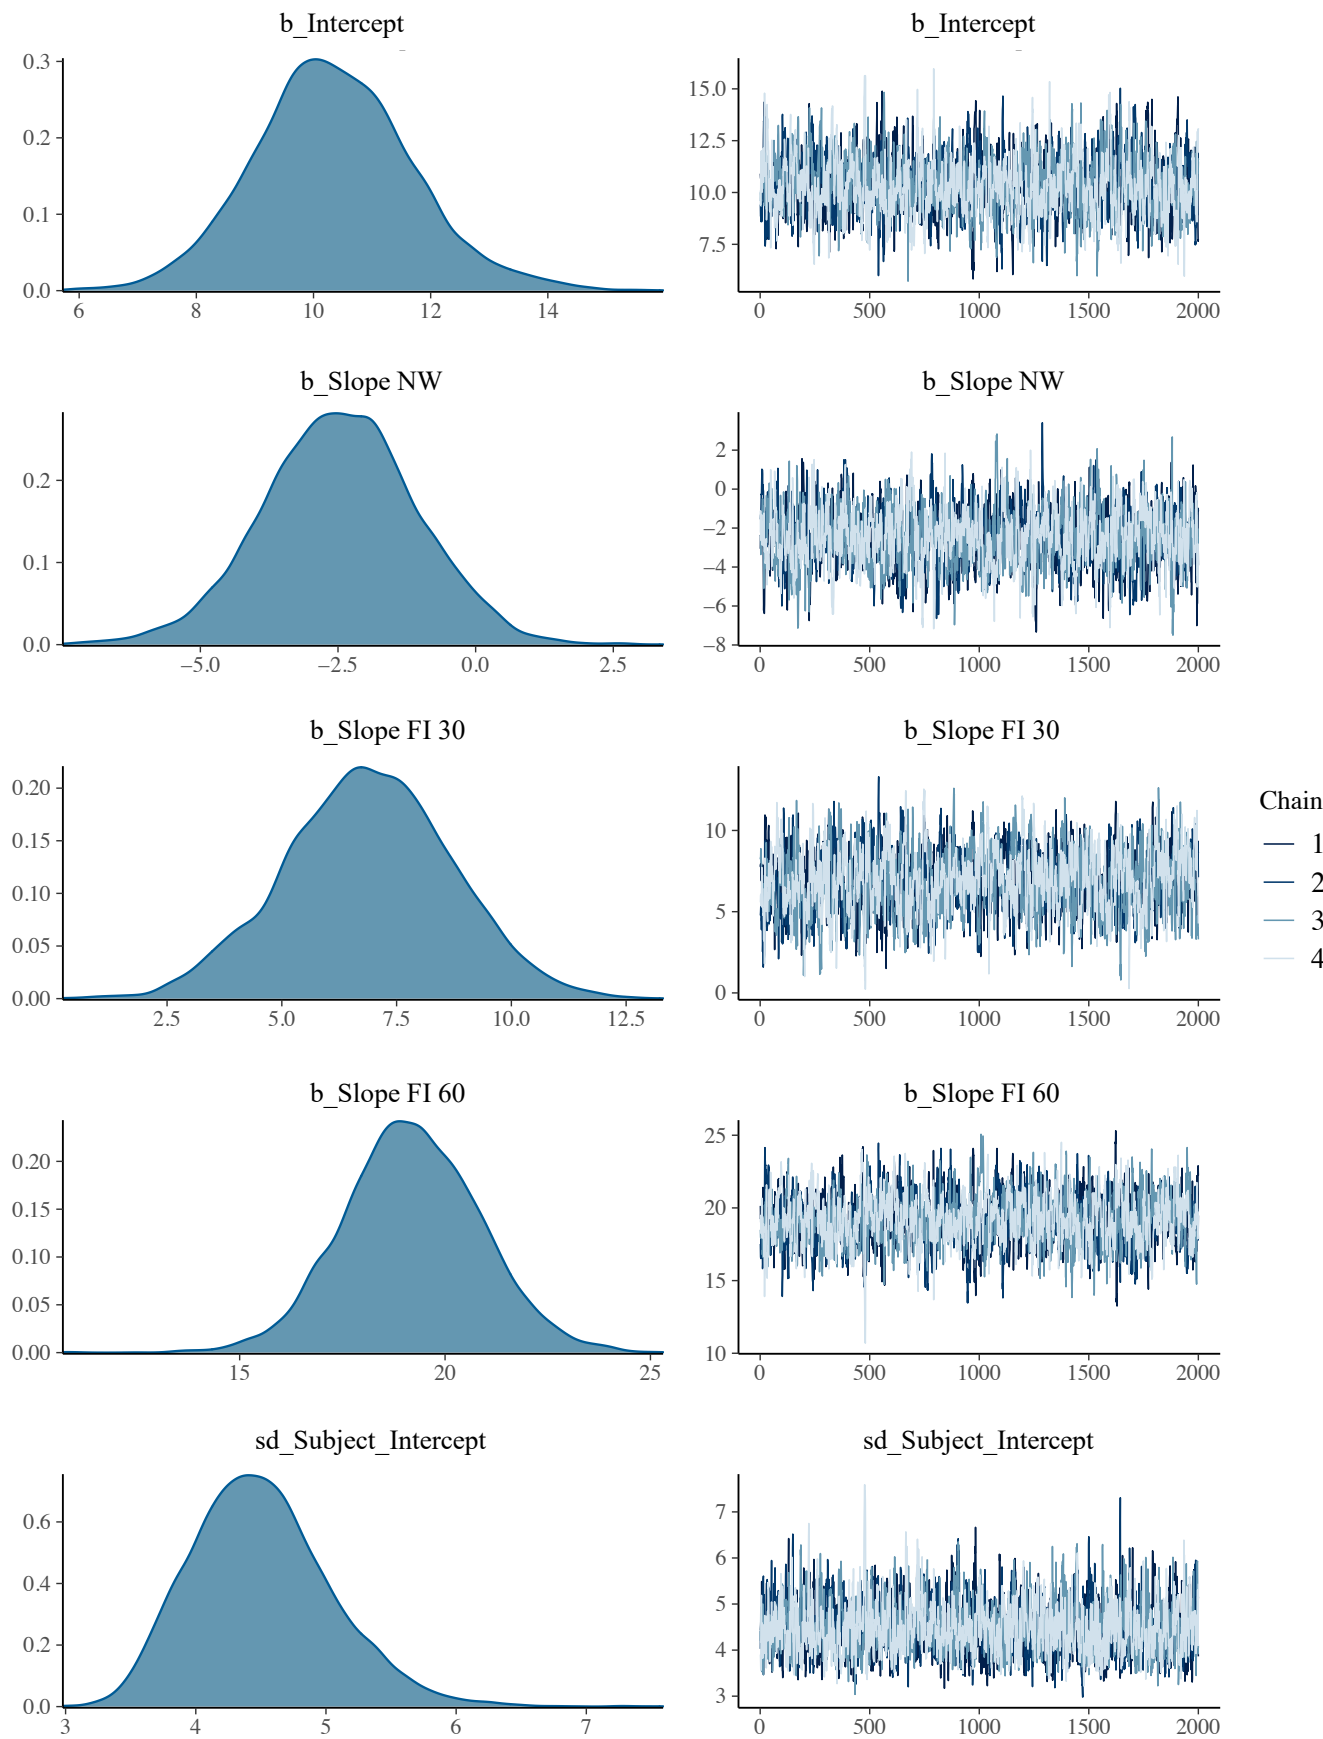 b_Intercept b_Intercept
0.3
0.2
0.1
0.0
6 8 10 12 14
15.0
12.5
10.0
7.5
0 500 1000 1500 2000
b_Slope NW b_Slope NW
0.2
0.1
0.0
−5.0 −2.5 0.0 2.5
2
0
−2
−4
−6
−8
0 500 1000 1500 2000
b_Slope FI 30 b_Slope FI 30
0.20
0.15
0.10
0.05
0.00
2.5 5.0 7.5 10.0 12.5
10
5
0
0 500 1000 1500 2000
Chain
1
2
3
4
b_Slope FI 60 b_Slope FI 60
0.20
0.15
0.10
0.05
0.00
15 20 25
25
20
15
10
0 500 1000 1500 2000
sd_Subject_Intercept sd_Subject_Intercept
0.6
0.4
0.2
0.0
3 4 5 6 7
7
6
5
4
3
0 500 1000 1500 2000